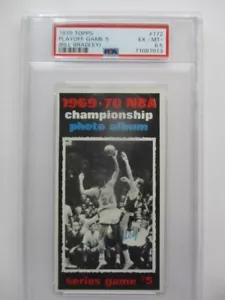 1970 TOPPS #172
PLAYOFF GAME 5 EX - MT+
(BILL BRADLEY) 6.5
PSA
1969-70 NBA
championship
photo album
series game #5